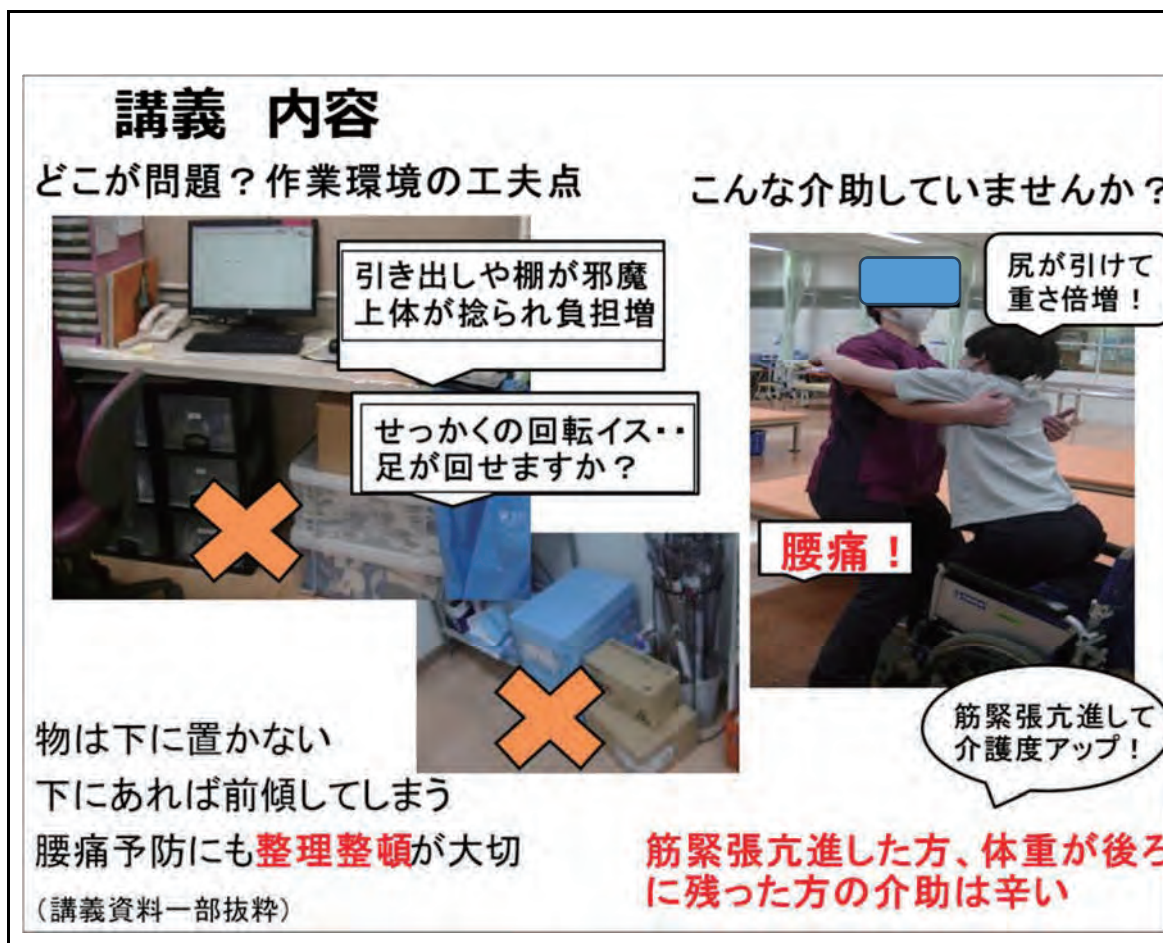 講義 内容
どこが問題？作業環境の工夫点
引き出しや棚が邪魔
上体が捻られ負担増
せっかくの回転イス・・
足が回せますか？
物は下に置かない
下にあれば前傾してしまう
腰痛予防にも整理整頓が大切
（講義資料一部抜粋）
こんな介助していませんか？
尻が引けて
重さ倍増！
腰痛！
筋緊張亢進して
介護度アップ！
筋緊張亢進した方、体重が後ろ
に残った方の介助は辛い